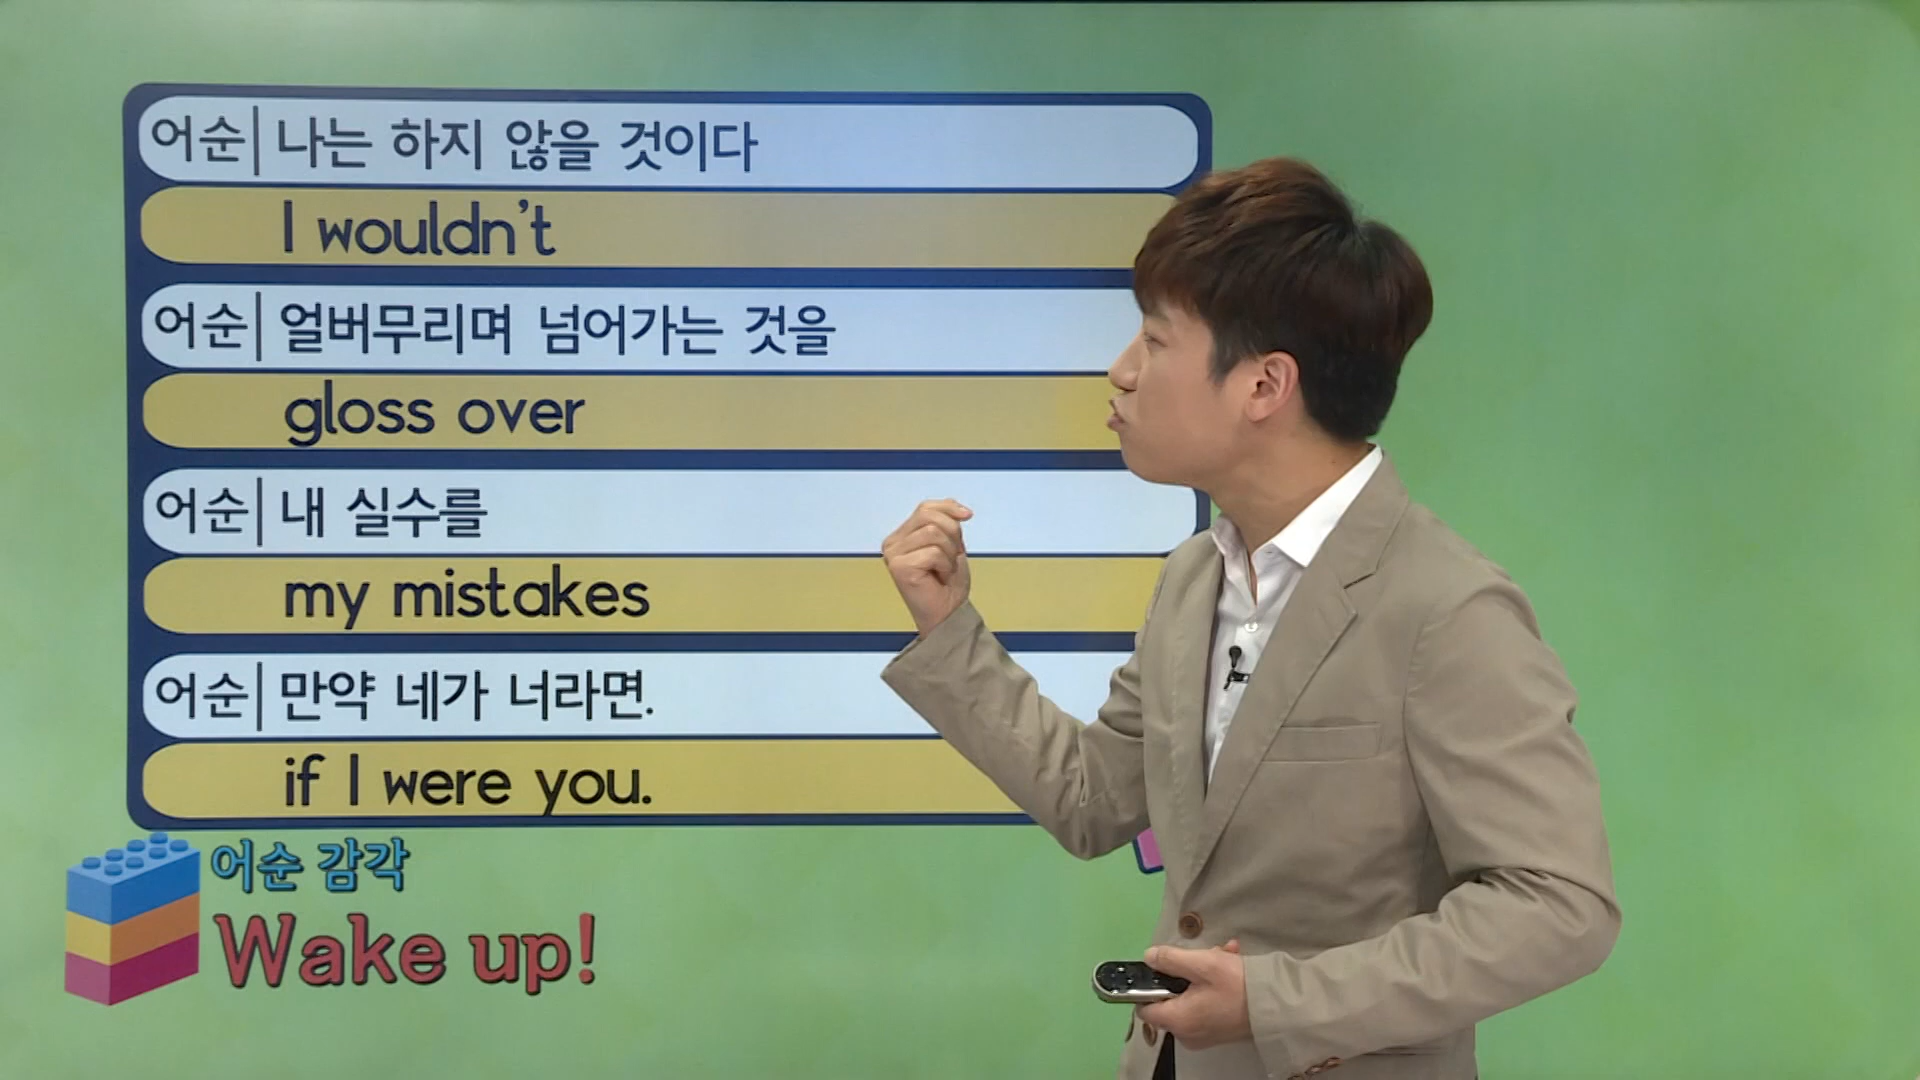 어순|나는 하지 않을 것이다
I wouldn't
어순|얼버무리며 넘어가는 것을
gloss over
어순|내 실수를
my mistakes
어순|만약 네가 너라면.
if I were you.
어순 감각
Wake up!